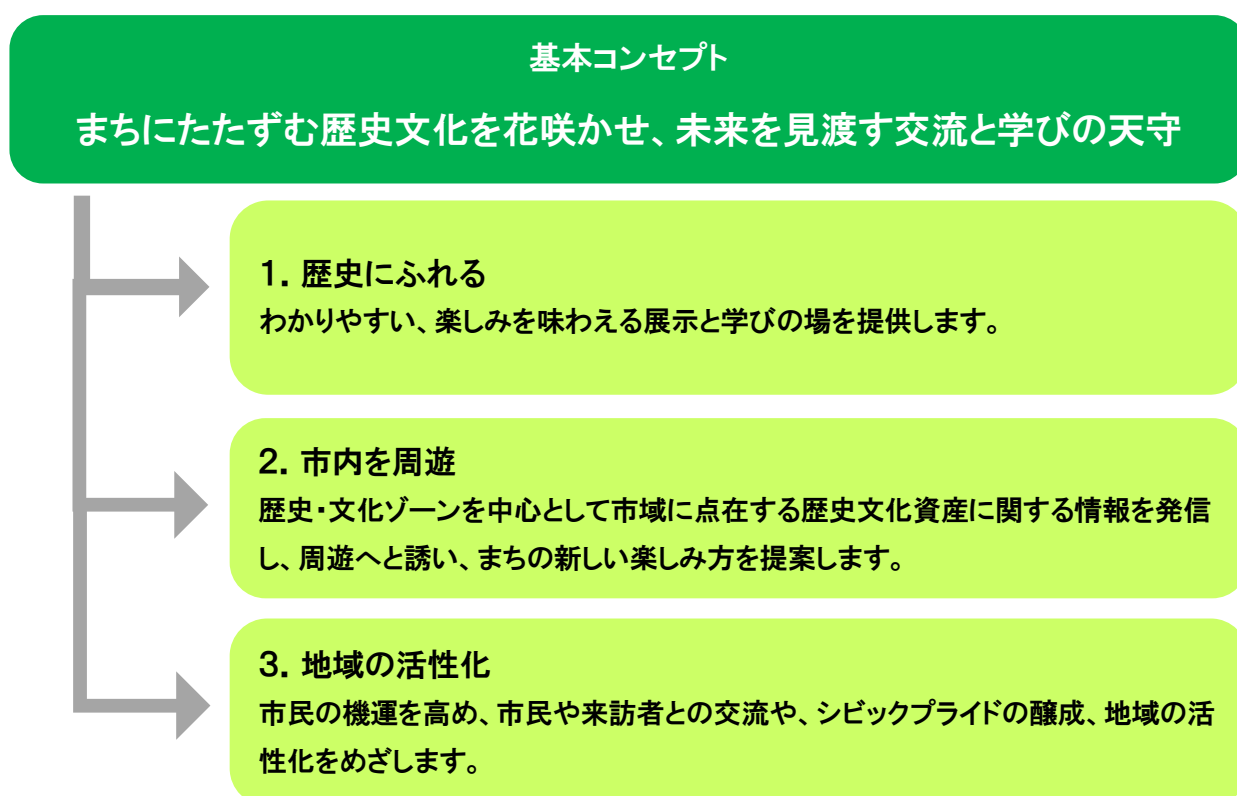 基本コンセプト
まちにたたずむ歴史文化を花咲かせ、未来を見渡す交流と学びの天守
1. 歴史にふれる
わかりやすい、楽しみを味わえる展示と学びの場を提供します。
2. 市内を周遊
歴史・文化ゾーンを中心として市域に点在する歴史文化資産に関する情報を発信
し、周遊へと誘い、まちの新しい楽しみ方を提案します。
3. 地域の活性化
市民の機運を高め、市民や来訪者との交流や、シビックプライドの醸成、地域の活
性化をめざします。